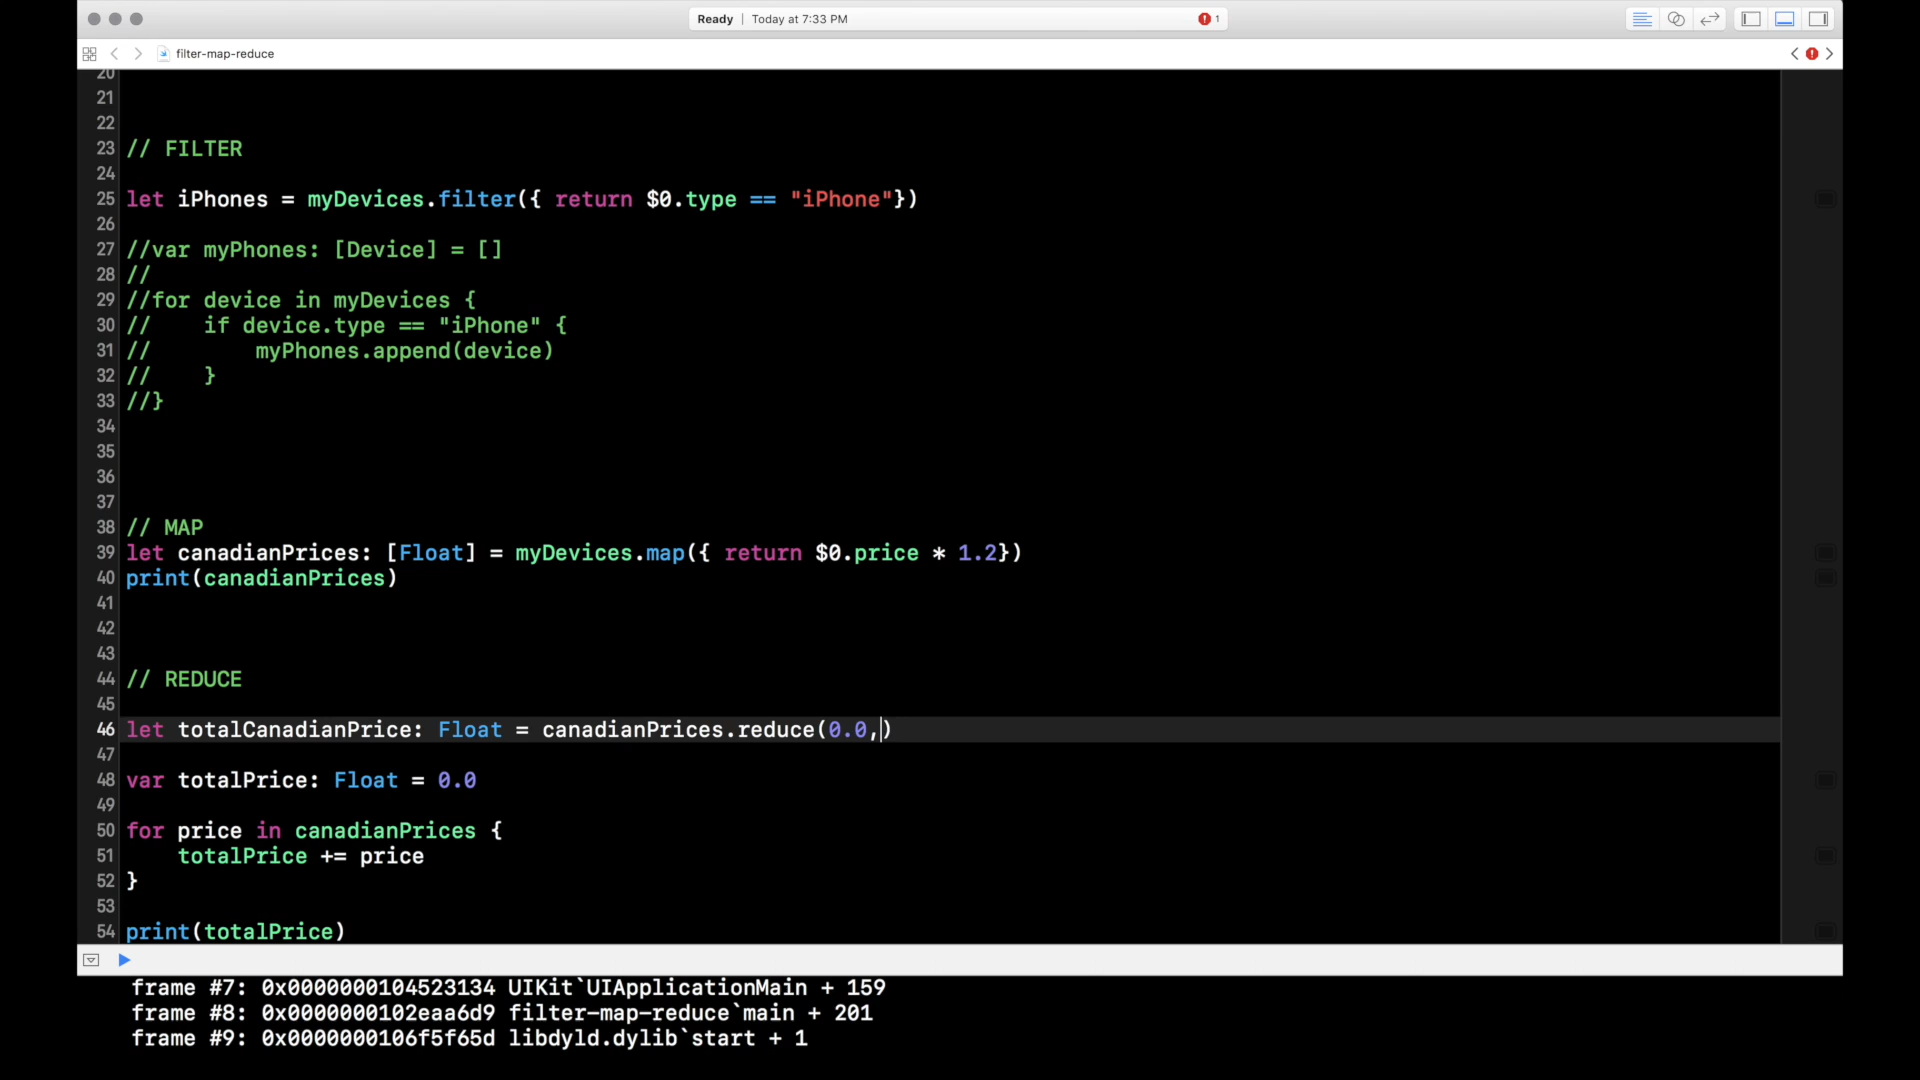 Ready | Today at 7:33 PM 1
filter-map-reduce
20
21
22
23 // FILTER
24
25 let iPhones = myDevices.filter({ return $0.type == "iPhone"})
26
27 //var myPhones: [Device] = []
28 //
29 //for device in myDevices {
30 //    if device.type == "iPhone" {
31 //        myPhones.append(device)
32 //    }
33 //}
34
35
36
37
38 // MAP
39 let canadianPrices: [Float] = myDevices.map({ return $0.price * 1.2})
40 print(canadianPrices)
41
42
43
44 // REDUCE
45
46 let totalCanadianPrice: Float = canadianPrices.reduce(0.0,)
47
48 var totalPrice: Float = 0.0
49
50 for price in canadianPrices {
51     totalPrice += price
52 }
53
54 print(totalPrice)
frame #7: 0x0000000104523134 UIKit`UIApplicationMain + 159
frame #8: 0x0000000102eaa6d9 filter-map-reduce`main + 201
frame #9: 0x0000000106f5f65d libdyld.dylib`start + 1